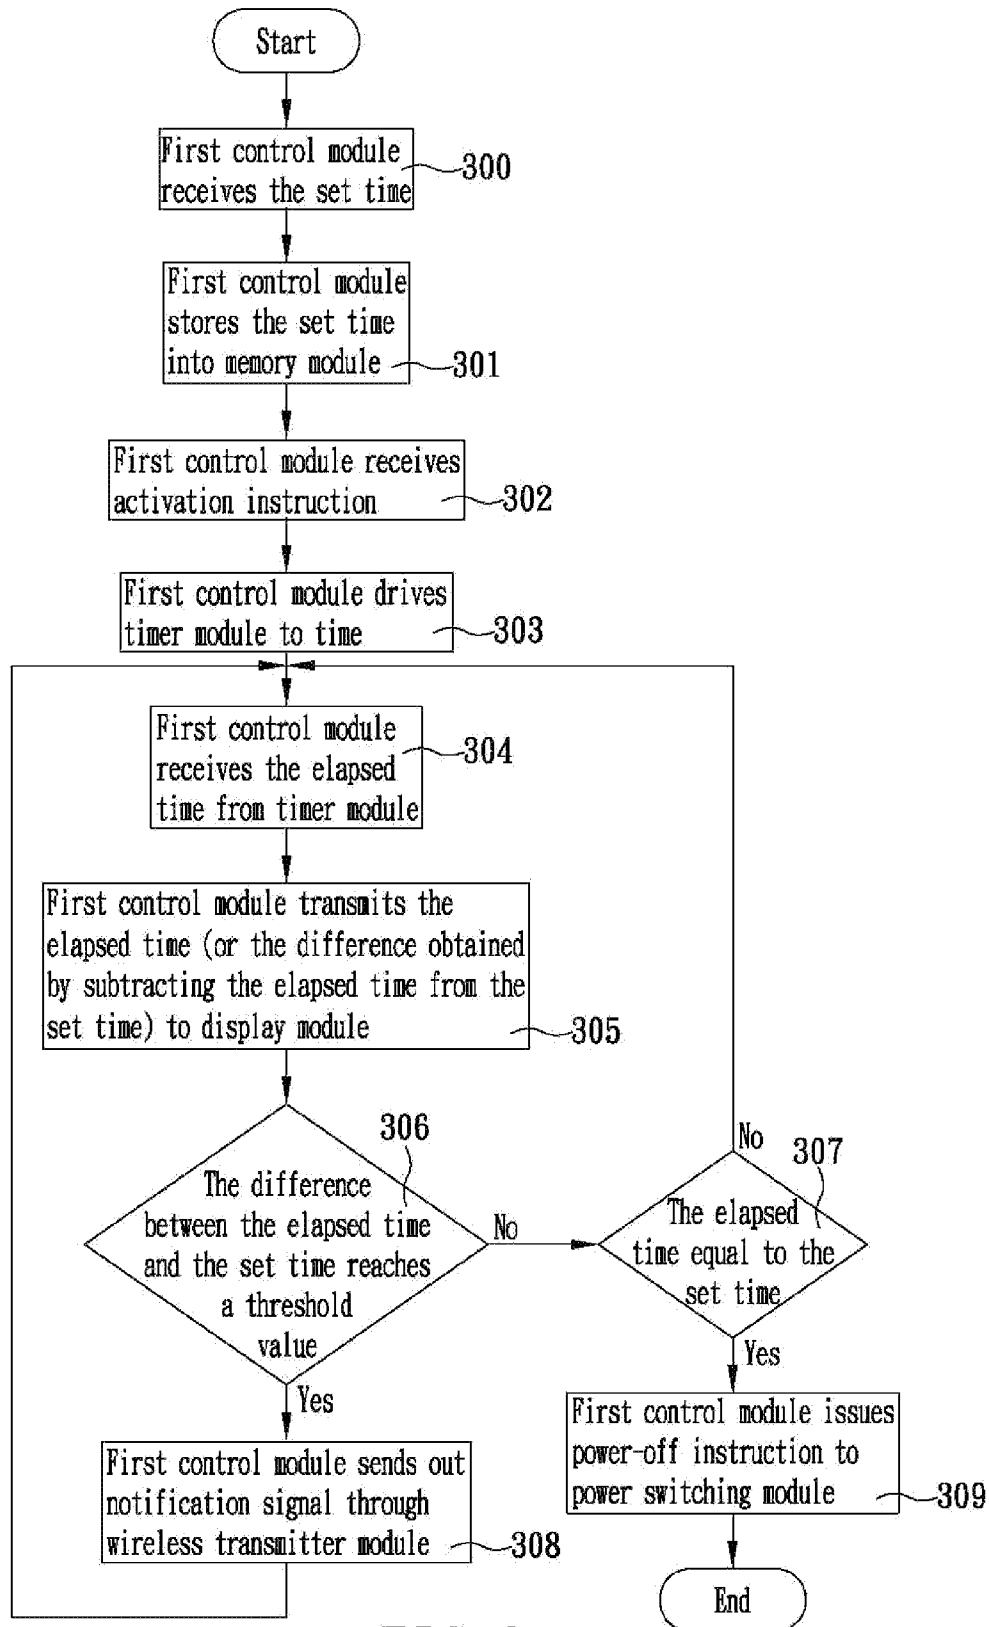 Start
First control module
receives the set time
300
First control module
stores the set time
into memory module
301
First control module receives
activation instruction
302
First control module drives
timer module to time
303
First control module
receives the elapsed
time from timer module
304
First control module transmits the
elapsed time (or the difference obtained
by subtracting the elapsed time from the
set time) to display module
305
306
The difference
between the elapsed time
and the set time reaches
a threshold
value
No
Yes
No
307
The elapsed
time equal to the
set time
Yes
First control module sends out
notification signal through
wireless transmitter module
308
First control module issues
power-off instruction to
power switching module
309
End